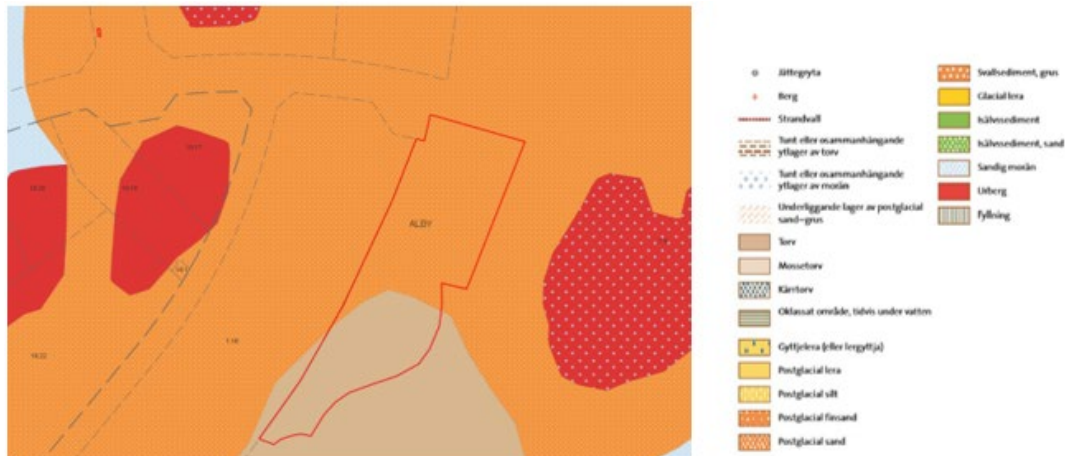 ALBY
1.18
Jättegryta
Berg
Strandvall
Tunt eller osammanhängande
ytlager av torv
Tunt eller osammanhängande
ytlager av morän
Underliggande lager av postglacial
sand–grus
Torv
Mossetorv
Kärrtorv
Oklassat område, tidvis under vatten
Gyttjelera (eller lergyttja)
Postglacial lera
Postglacial silt
Postglacial finsand
Postglacial sand
Svallsediment, grus
Glacial lera
Isälvssediment
Isälvssediment, sand
Sandig morän
Urberg
Fyllning